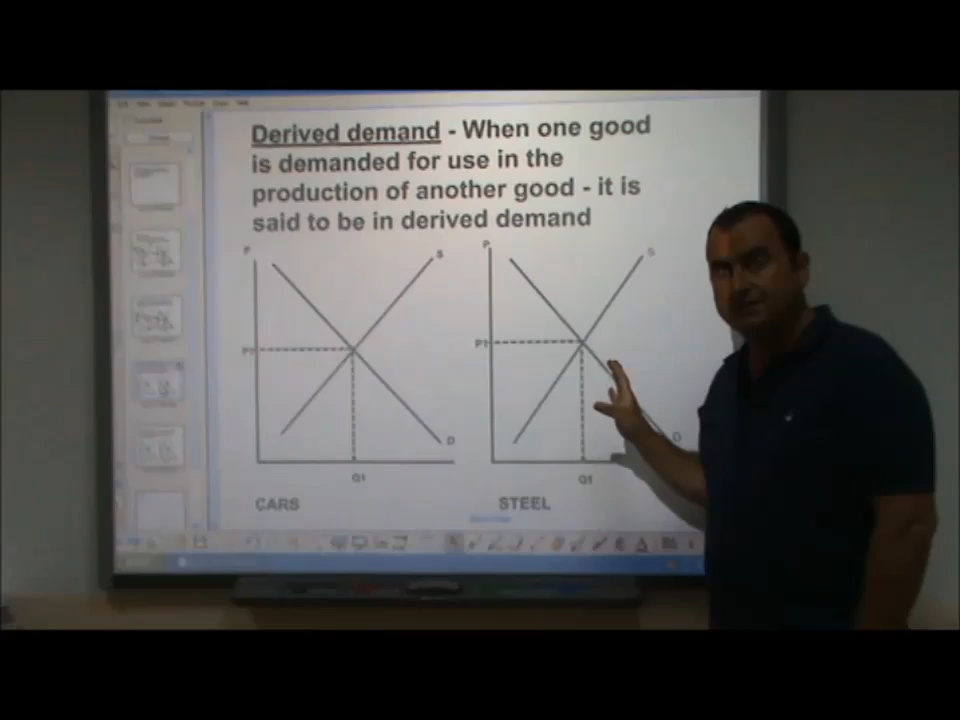 Derived demand - When one good
is demanded for use in the
production of another good - it is
said to be in derived demand
P
S
P1
D
Q1
CARS
P
S
P1
D
Q1
STEEL